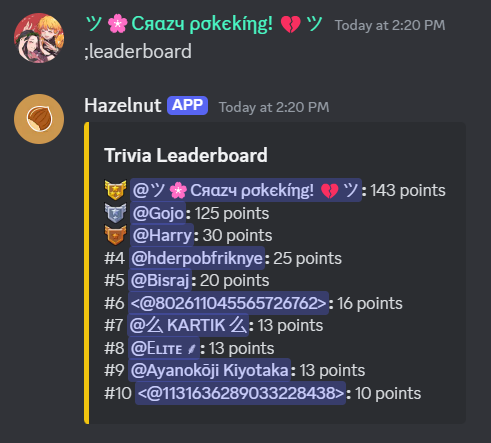 ツ 🌸 Cяαzч ρσkєkíηg! 💔 ツ Today at 2:20 PM
;leaderboard
Hazelnut APP Today at 2:20 PM
Trivia Leaderboard
@ツ 🌸 Cяαzч ρσkєkíηg! 💔 ツ: 143 points
@Gojo: 125 points
@Harry: 30 points
#4 @hderpobfriknye: 25 points
#5 @Bisraj: 20 points
#6 <@802611045565726762>: 16 points
#7 @么 KARTIK 么: 13 points
#8 @Eʟɪᴛᴇ ⸙: 13 points
#9 @Ayanokōji Kiyotaka: 13 points
#10 <@1131636289033228438>: 10 points